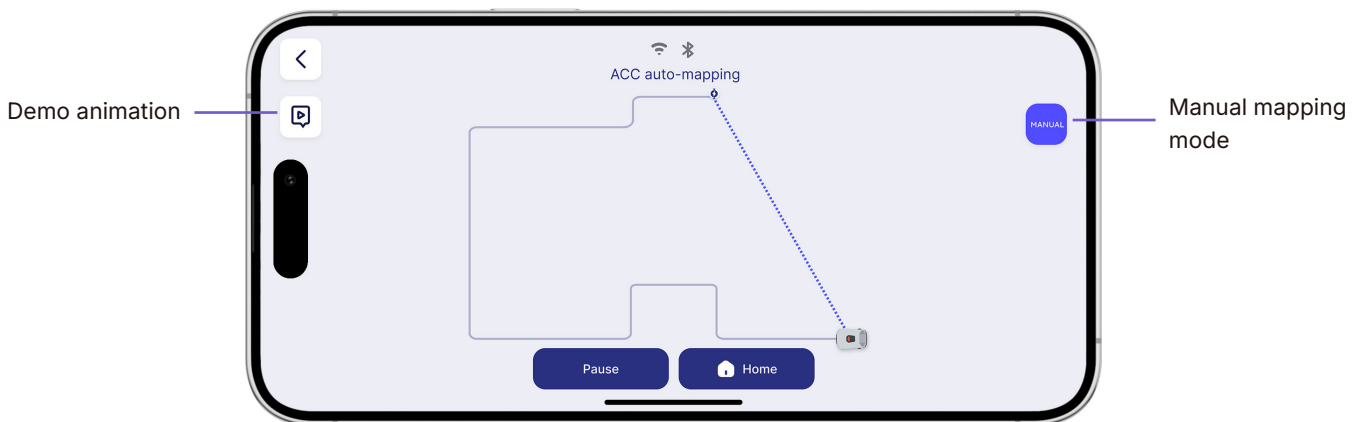 ACC auto-mapping
Demo animation
MANUAL
Manual mapping
mode
Pause
Home